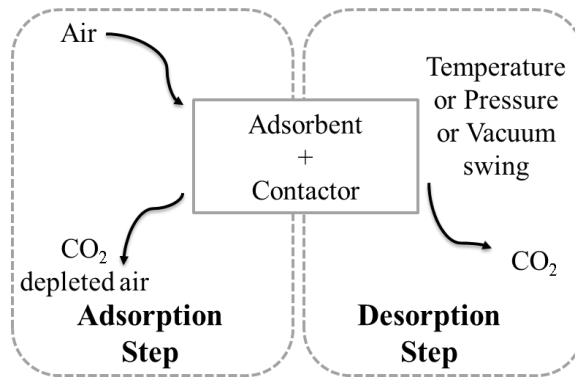 Air
Adsorbent
+
Contactor
CO₂
depleted air
Adsorption
Step
Temperature
or Pressure
or Vacuum
swing
CO₂
Desorption
Step